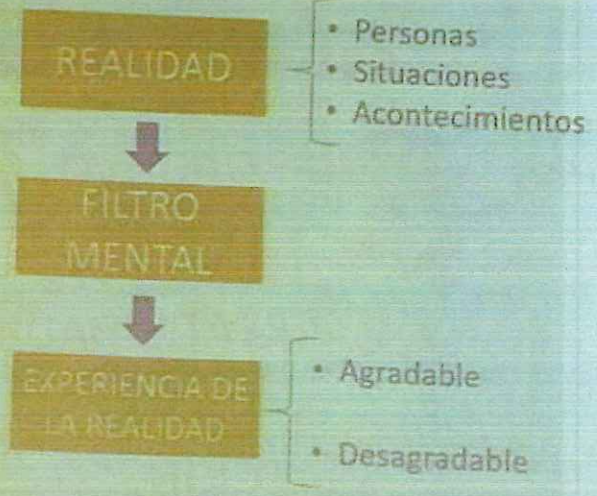 REALIDAD
• Personas
• Situaciones
• Acontecimientos
FILTRO
MENTAL
EXPERIENCIA DE
LA REALIDAD
• Agradable
• Desagradable